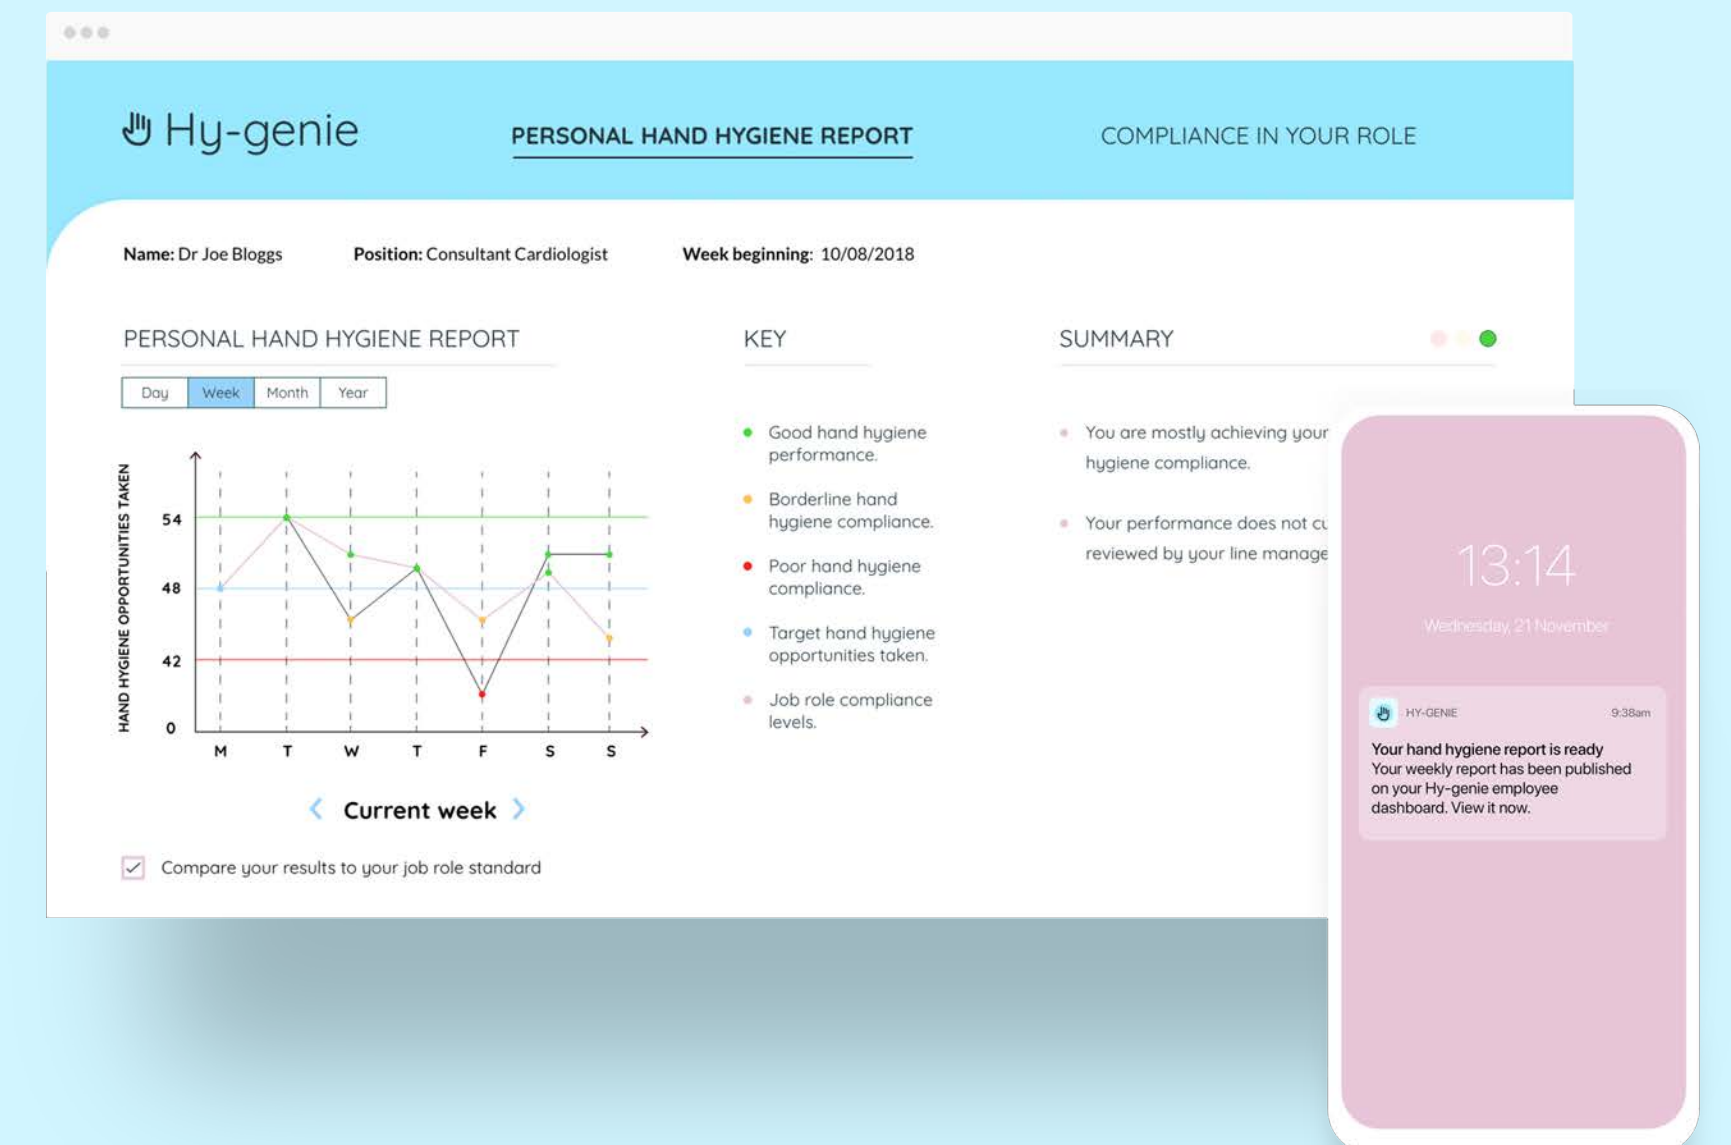 Hy-genie
PERSONAL HAND HYGIENE REPORT
COMPLIANCE IN YOUR ROLE
Name: Dr Joe Bloggs
Position: Consultant Cardiologist
Week beginning: 10/08/2018
PERSONAL HAND HYGIENE REPORT
Day Week Month Year
HAND HYGIENE OPPORTUNITIES TAKEN
54
48
42
0
M T W T F S S
Current week
Compare your results to your job role standard
KEY
Good hand hygiene
performance.
Borderline hand
hygiene compliance.
Poor hand hygiene
compliance.
Target hand hygiene
opportunities taken.
Job role compliance
levels.
SUMMARY
You are mostly achieving your
hygiene compliance.
Your performance does not
reviewed by your line
13:14
Wednesday, 21 November
HY-GENIE 9:38am
Your hand hygiene report is ready
Your weekly report has been published
on your Hy-genie employee
dashboard. View it now.